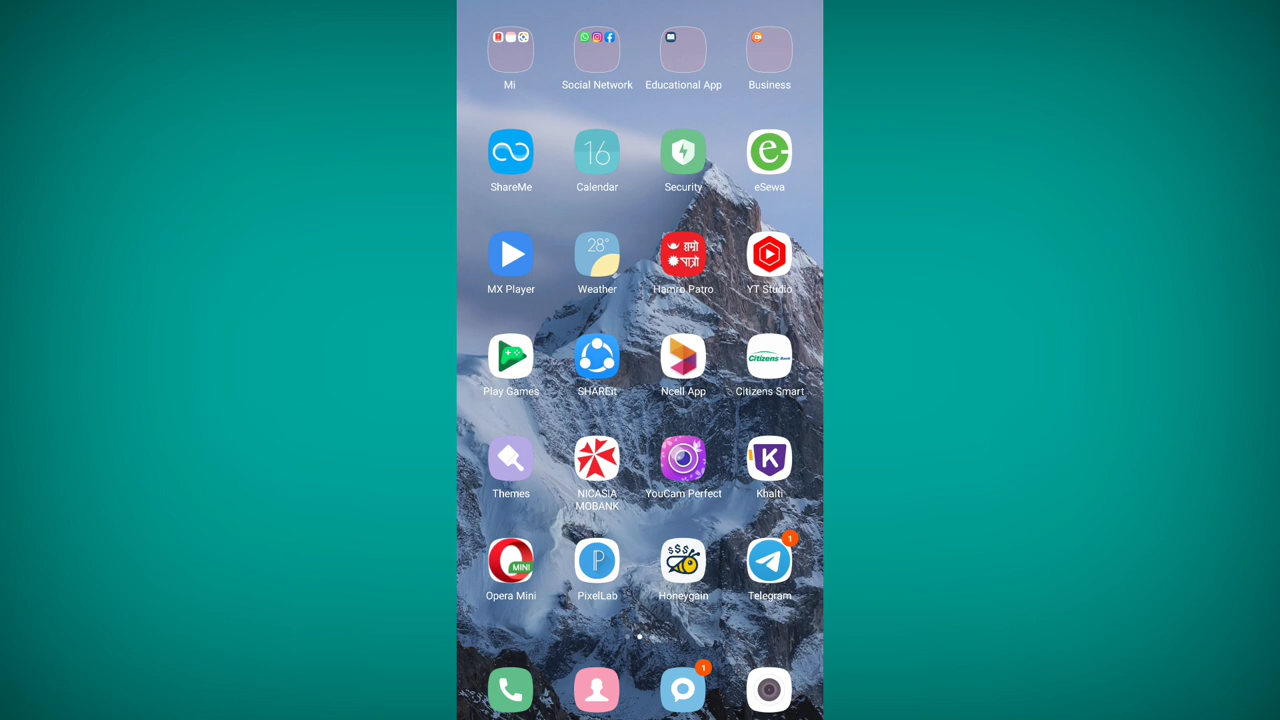 Mi
Social Network
Educational App
Business
16
ShareMe
Calendar
Security
e
eSewa
28°
हाम्रो
पात्रो
MX Player
Weather
Hamro Patro
YT Studio
Citizens Bank
Play Games
SHAREit
Ncell App
Citizens Smart
K
Themes
NICASIA
MOBANK
YouCam Perfect
Khalti
1
MINI
P
$$$
Opera Mini
PixelLab
Honeygain
Telegram
1